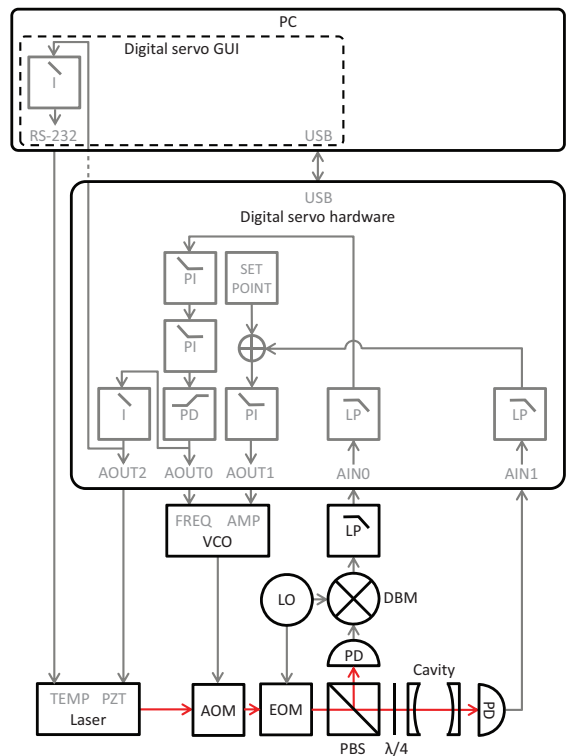 PC
Digital servo GUI
I
RS-232
USB
USB
Digital servo hardware
PI
SET
POINT
PI
I
PD
PI
LP
LP
AOUT2
AOUT0
AOUT1
AIN0
AIN1
FREQ
AMP
VCO
LP
LO
DBM
PD
Cavity
TEMP
PZT
Laser
AOM
EOM
PD
PBS
λ/4